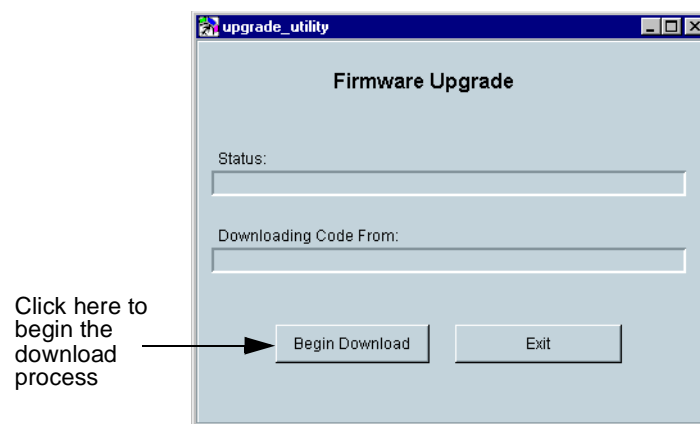 upgrade_utility
Firmware Upgrade
Status:
Downloading Code From:
Click here to
begin the
download
process
Begin Download
Exit